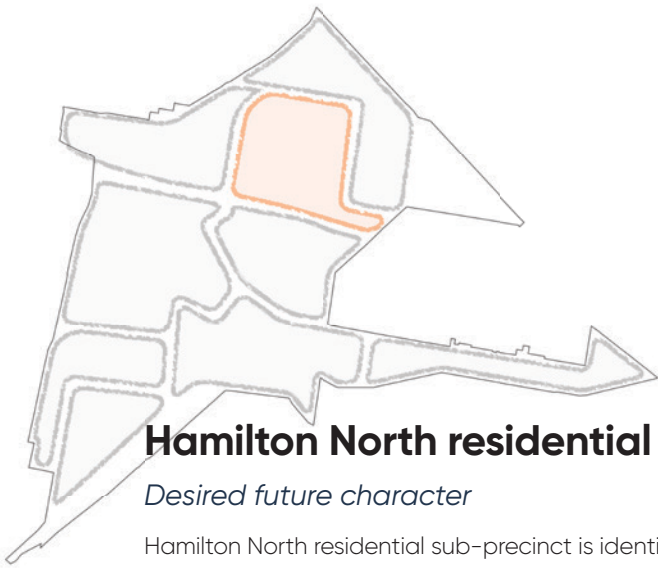 Hamilton North residential
Desired future character
Hamilton North residential sub-precinct is identi